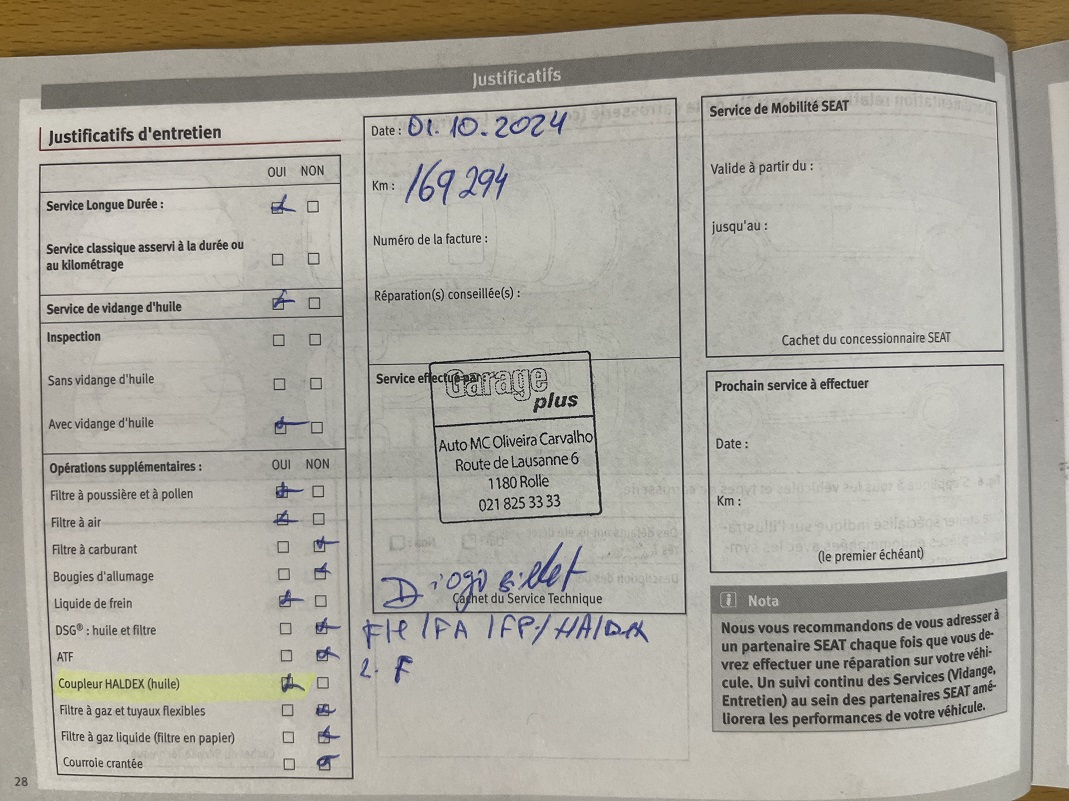 Justificatifs
Justificatifs d'entretien
OUI NON
Service Longue Durée :
Service classique asservi à la durée ou
au kilométrage
Service de vidange d'huile
Inspection
Sans vidange d'huile
Avec vidange d'huile
Opérations supplémentaires : OUI NON
Filtre à poussière et à pollen
Filtre à air
Filtre à carburant
Bougies d'allumage
Liquide de frein
DSG® : huile et filtre
ATF
Coupleur HALDEX (huile)
Filtre à gaz et tuyaux flexibles
Filtre à gaz liquide (filtre en papier)
Courroie crantée
28
Date : 01.10.2024
Km : 169294
Numéro de la facture :
Réparation(s) conseillée(s) :
Service effectué par
Garage
plus
Auto MC Oliveira Carvalho
Route de Lausanne 6
1180 Rolle
021 825 33 33
Diogo
Cachet du Service Technique
/FA /FP/
Service de Mobilité SEAT
Valide à partir du :
jusqu'au :
Cachet du concessionnaire SEAT
Prochain service à effectuer
Date :
Km :
(le premier échéant)
i Nota
Nous vous recommandons de vous adresser à
un partenaire SEAT chaque fois que vous de-
vrez effectuer une réparation sur votre véhi-
cule. Un suivi continu des Services (Vidange,
Entretien) au sein des partenaires SEAT amé-
liorera les performances de votre véhicule.